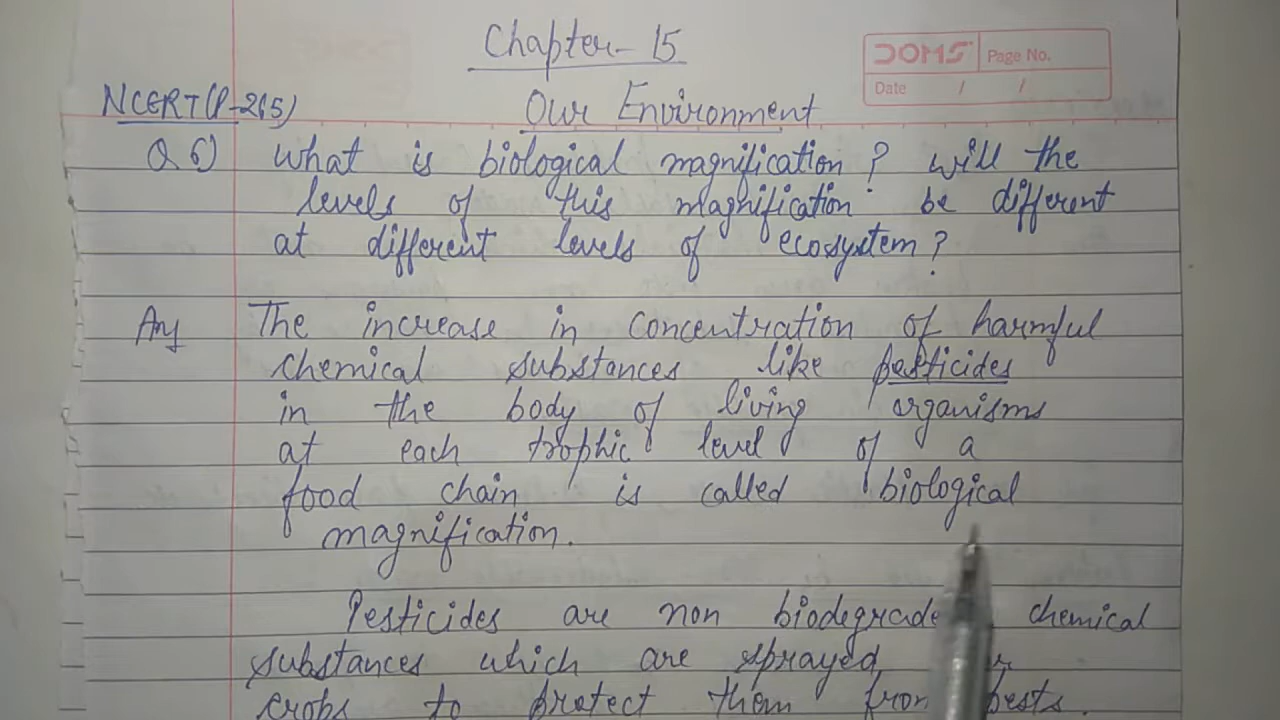 Chapter - 15
DOMS Page No.
Date / /
NCERT (P-265)
Our Environment
Q 6) What is biological magnification? Will the
levels of this magnification be different
at different levels of ecosystem?
Ans The increase in concentration of harmful
chemical substances like pesticides
in the body of living organisms
at each trophic level of a
food chain is called biological
magnification.
Pesticides are non chemical
substances which are sprayed
crops to protect them from pests.